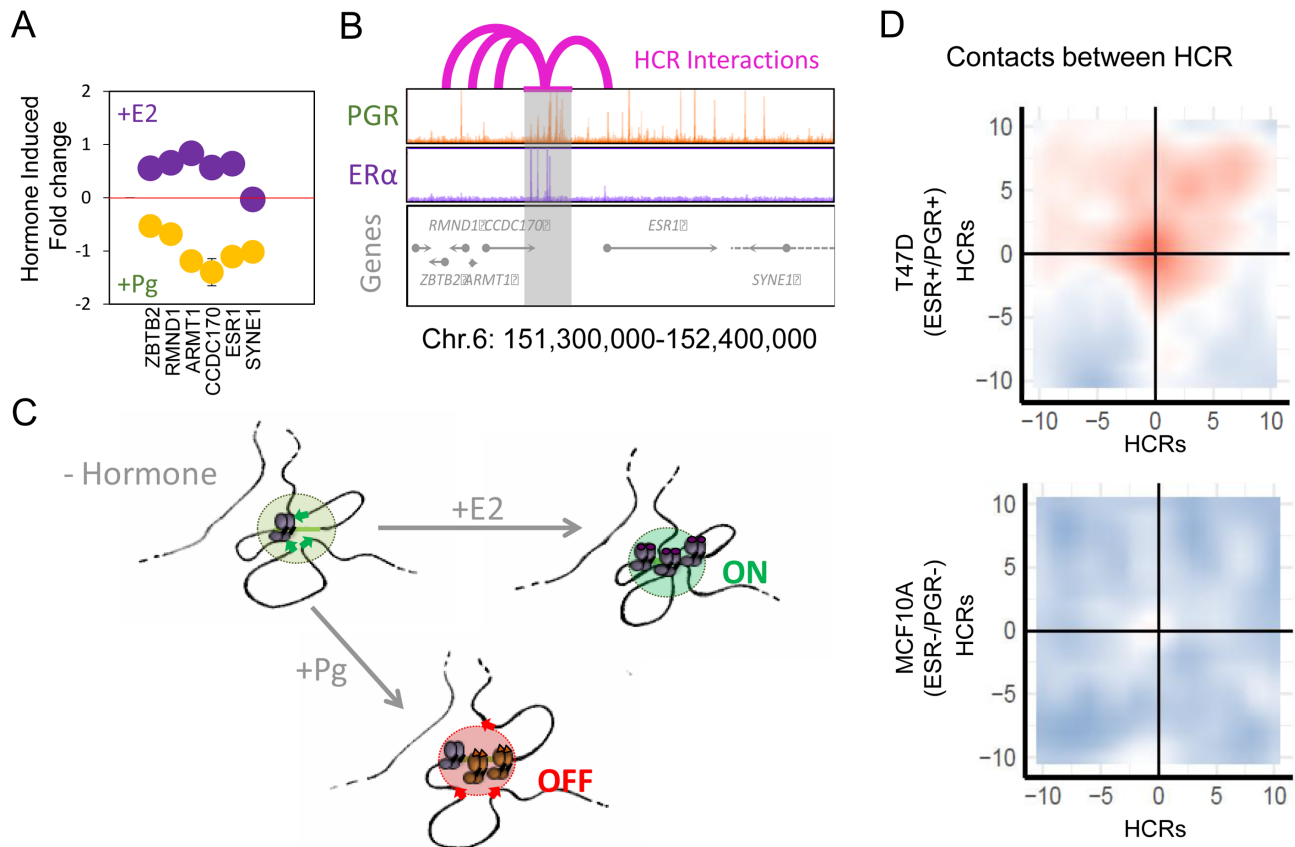 A
Hormone Induced
Fold change
2
1
0
-1
-2
+E2
+Pg
ZBTB2
RMND1
ARMT1
CCDC170
ESR1
SYNE1
B
HCR Interactions
PGR
ERα
Genes
RMND1 CCDC170 ESR1
ZBTB2 ARMT1 SYNE1
Chr.6: 151,300,000-152,400,000
C
- Hormone
+E2
ON
+Pg
OFF
D
Contacts between HCR
T47D
(ESR+/PGR+)
HCRs
10
5
0
−5
−10
−10 −5 0 5 10
HCRs
MCF10A
(ESR-/PGR-)
HCRs
10
5
0
−5
−10
−10 −5 0 5 10
HCRs